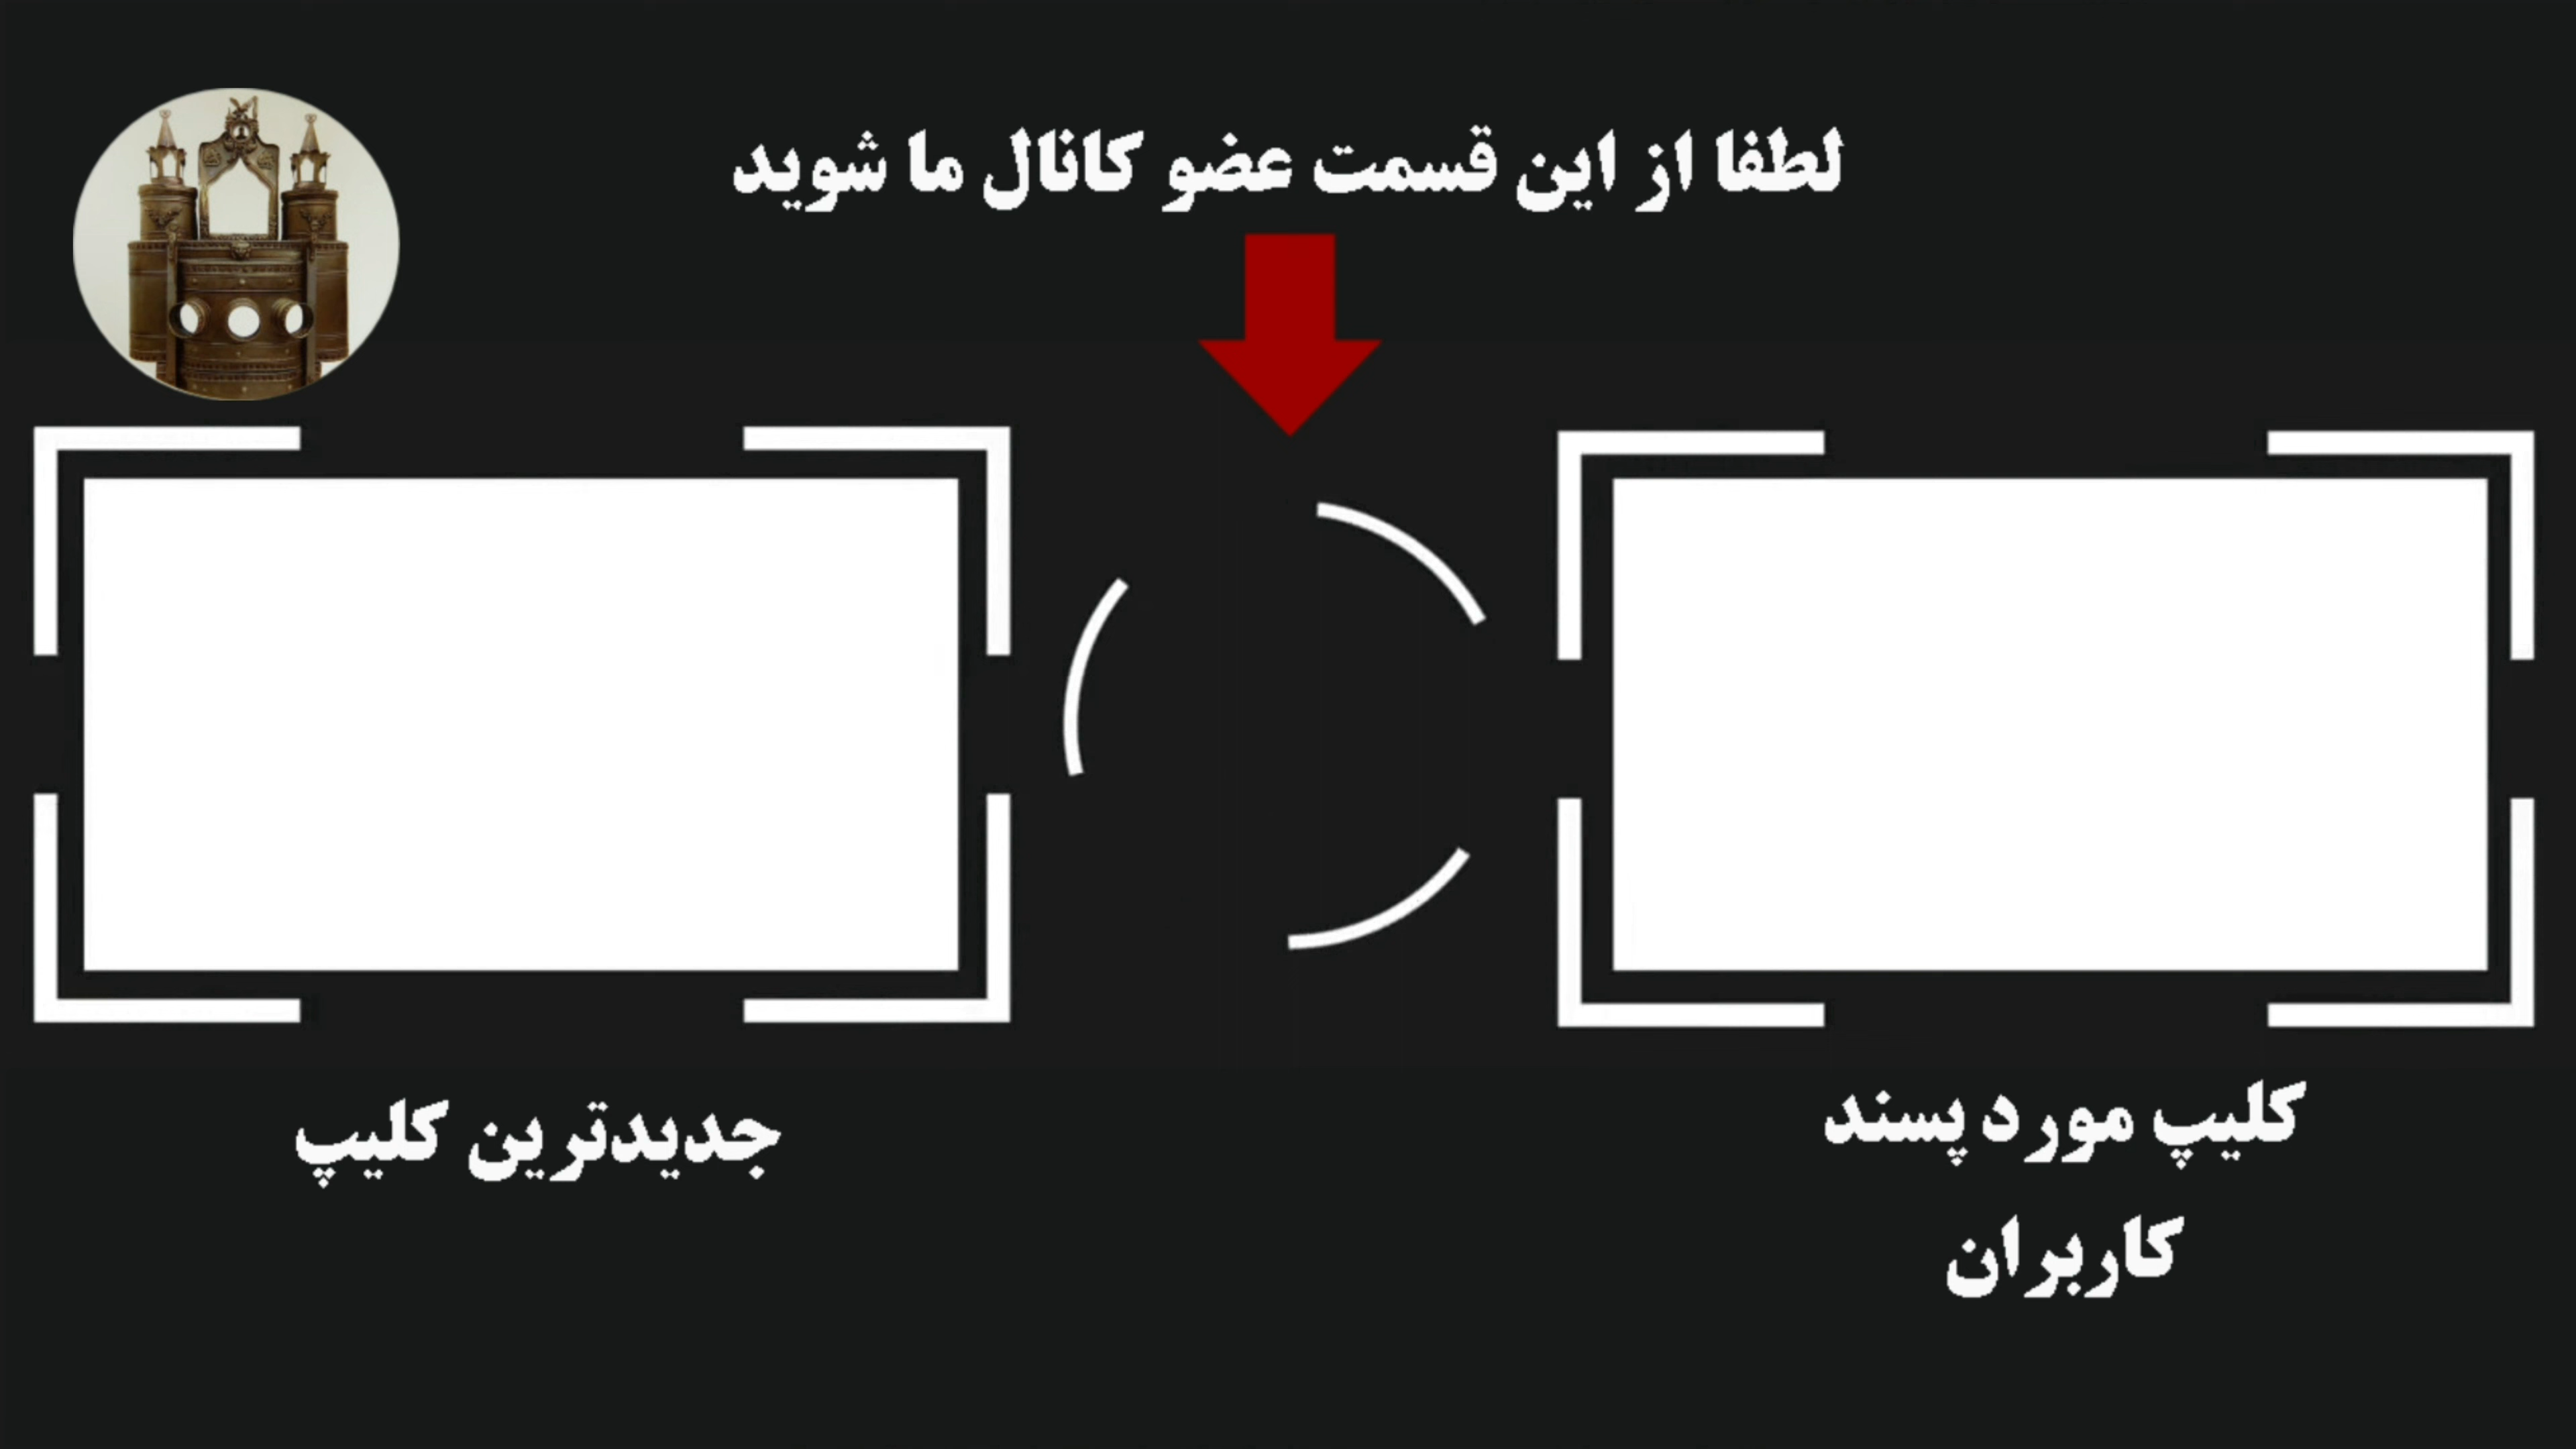 لطفا از این قسمت عضو کانال ما شوید
کلیپ مورد پسند
کاربران
جدیدترین کلیپ